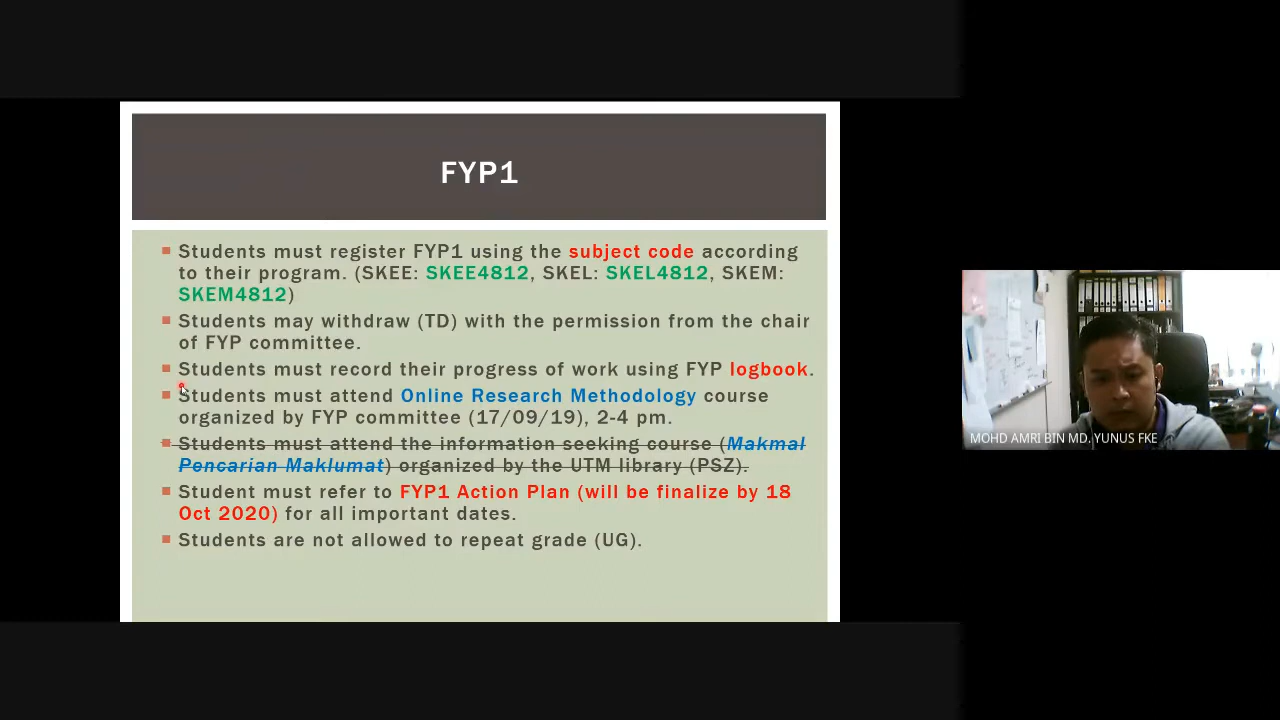 FYP1
Students must register FYP1 using the subject code according
to their program. (SKEE: SKEE4812, SKEL: SKEL4812, SKEM:
SKEM4812)
Students may withdraw (TD) with the permission from the chair
of FYP committee.
Students must record their progress of work using FYP logbook.
Students must attend Online Research Methodology course
organized by FYP committee (17/09/19), 2-4 pm.
Students must attend the information seeking course (Makmal
Pencarian Maklumat) organized by the UTM library (PSZ).
Student must refer to FYP1 Action Plan (will be finalize by 18
Oct 2020) for all important dates.
Students are not allowed to repeat grade (UG).
MOHD AMRI BIN MD. YUNUS FKE